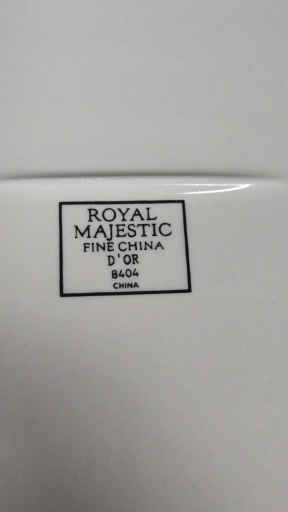 ROYAL
MAJESTIC
FINE CHINA
D'OR
8404
CHINA